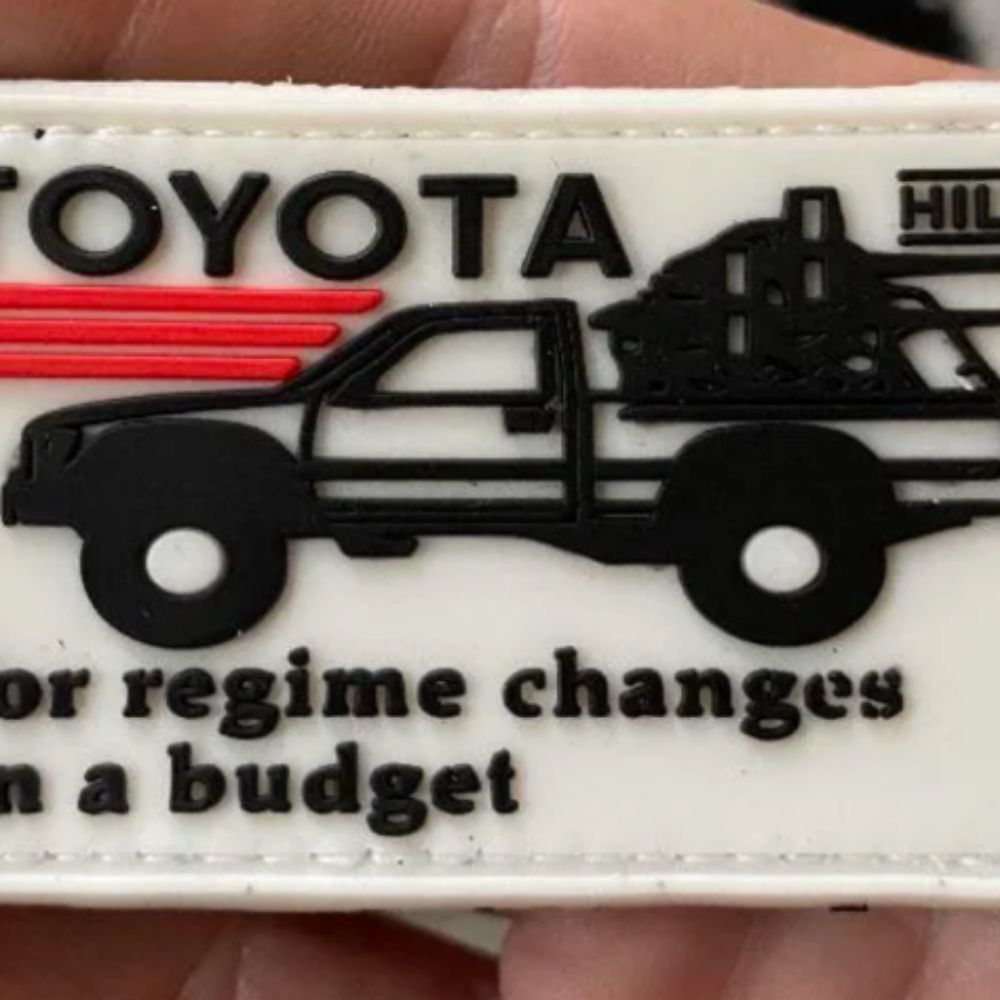 TOYOTA
HIL
or regime changes
n a budget